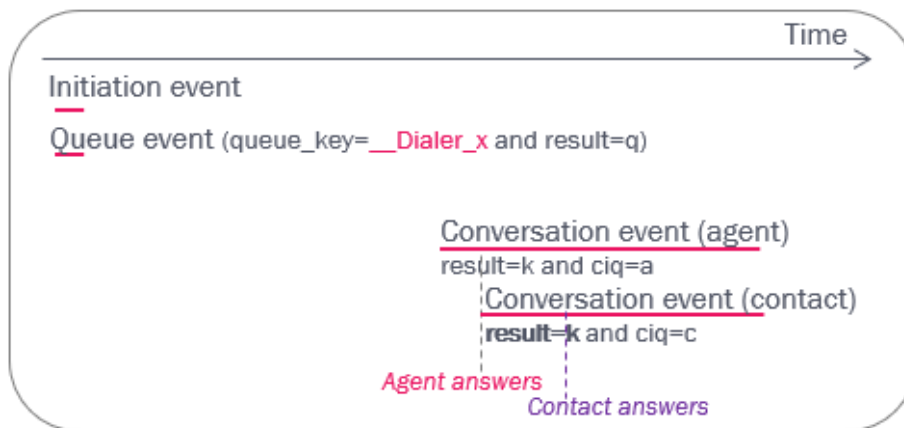 Time
Initiation event
Queue event (queue_key=__Dialer_x and result=q)
Conversation event (agent)
result=k and ciq=a
Conversation event (contact)
result=k and ciq=c
Agent answers
Contact answers